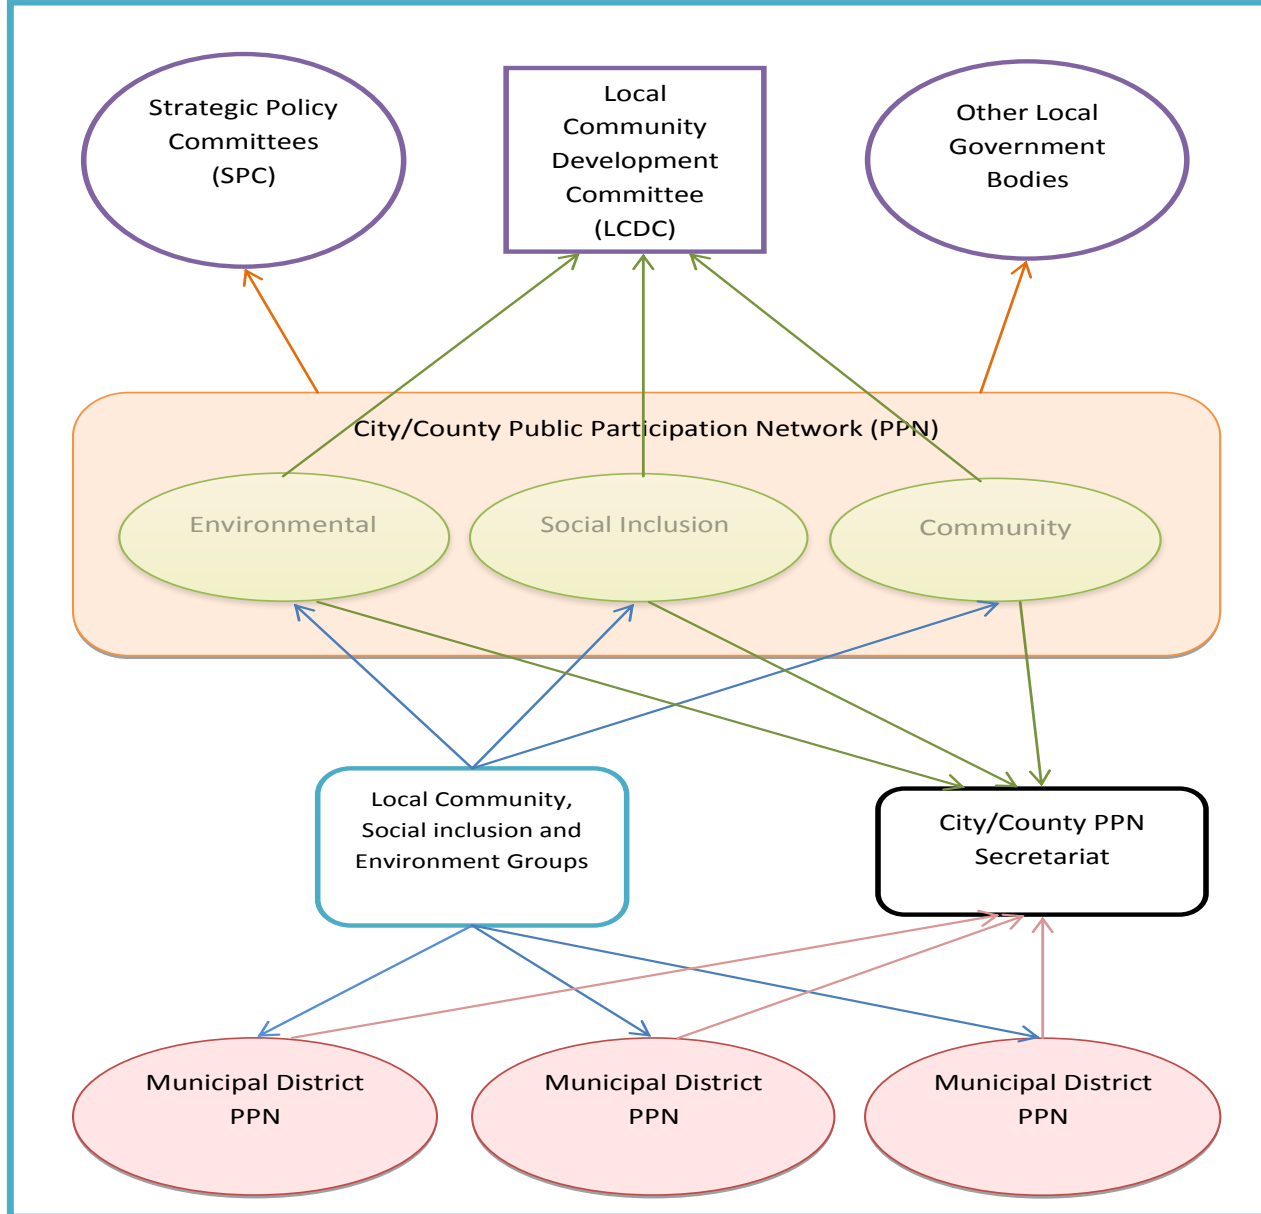 Strategic Policy
Committees
(SPC)
Local
Community
Development
Committee
(LCDC)
Other Local
Government
Bodies
City/County Public Participation Network (PPN)
Environmental
Social Inclusion
Community
Local Community,
Social inclusion and
Environment Groups
City/County PPN
Secretariat
Municipal District
PPN
Municipal District
PPN
Municipal District
PPN